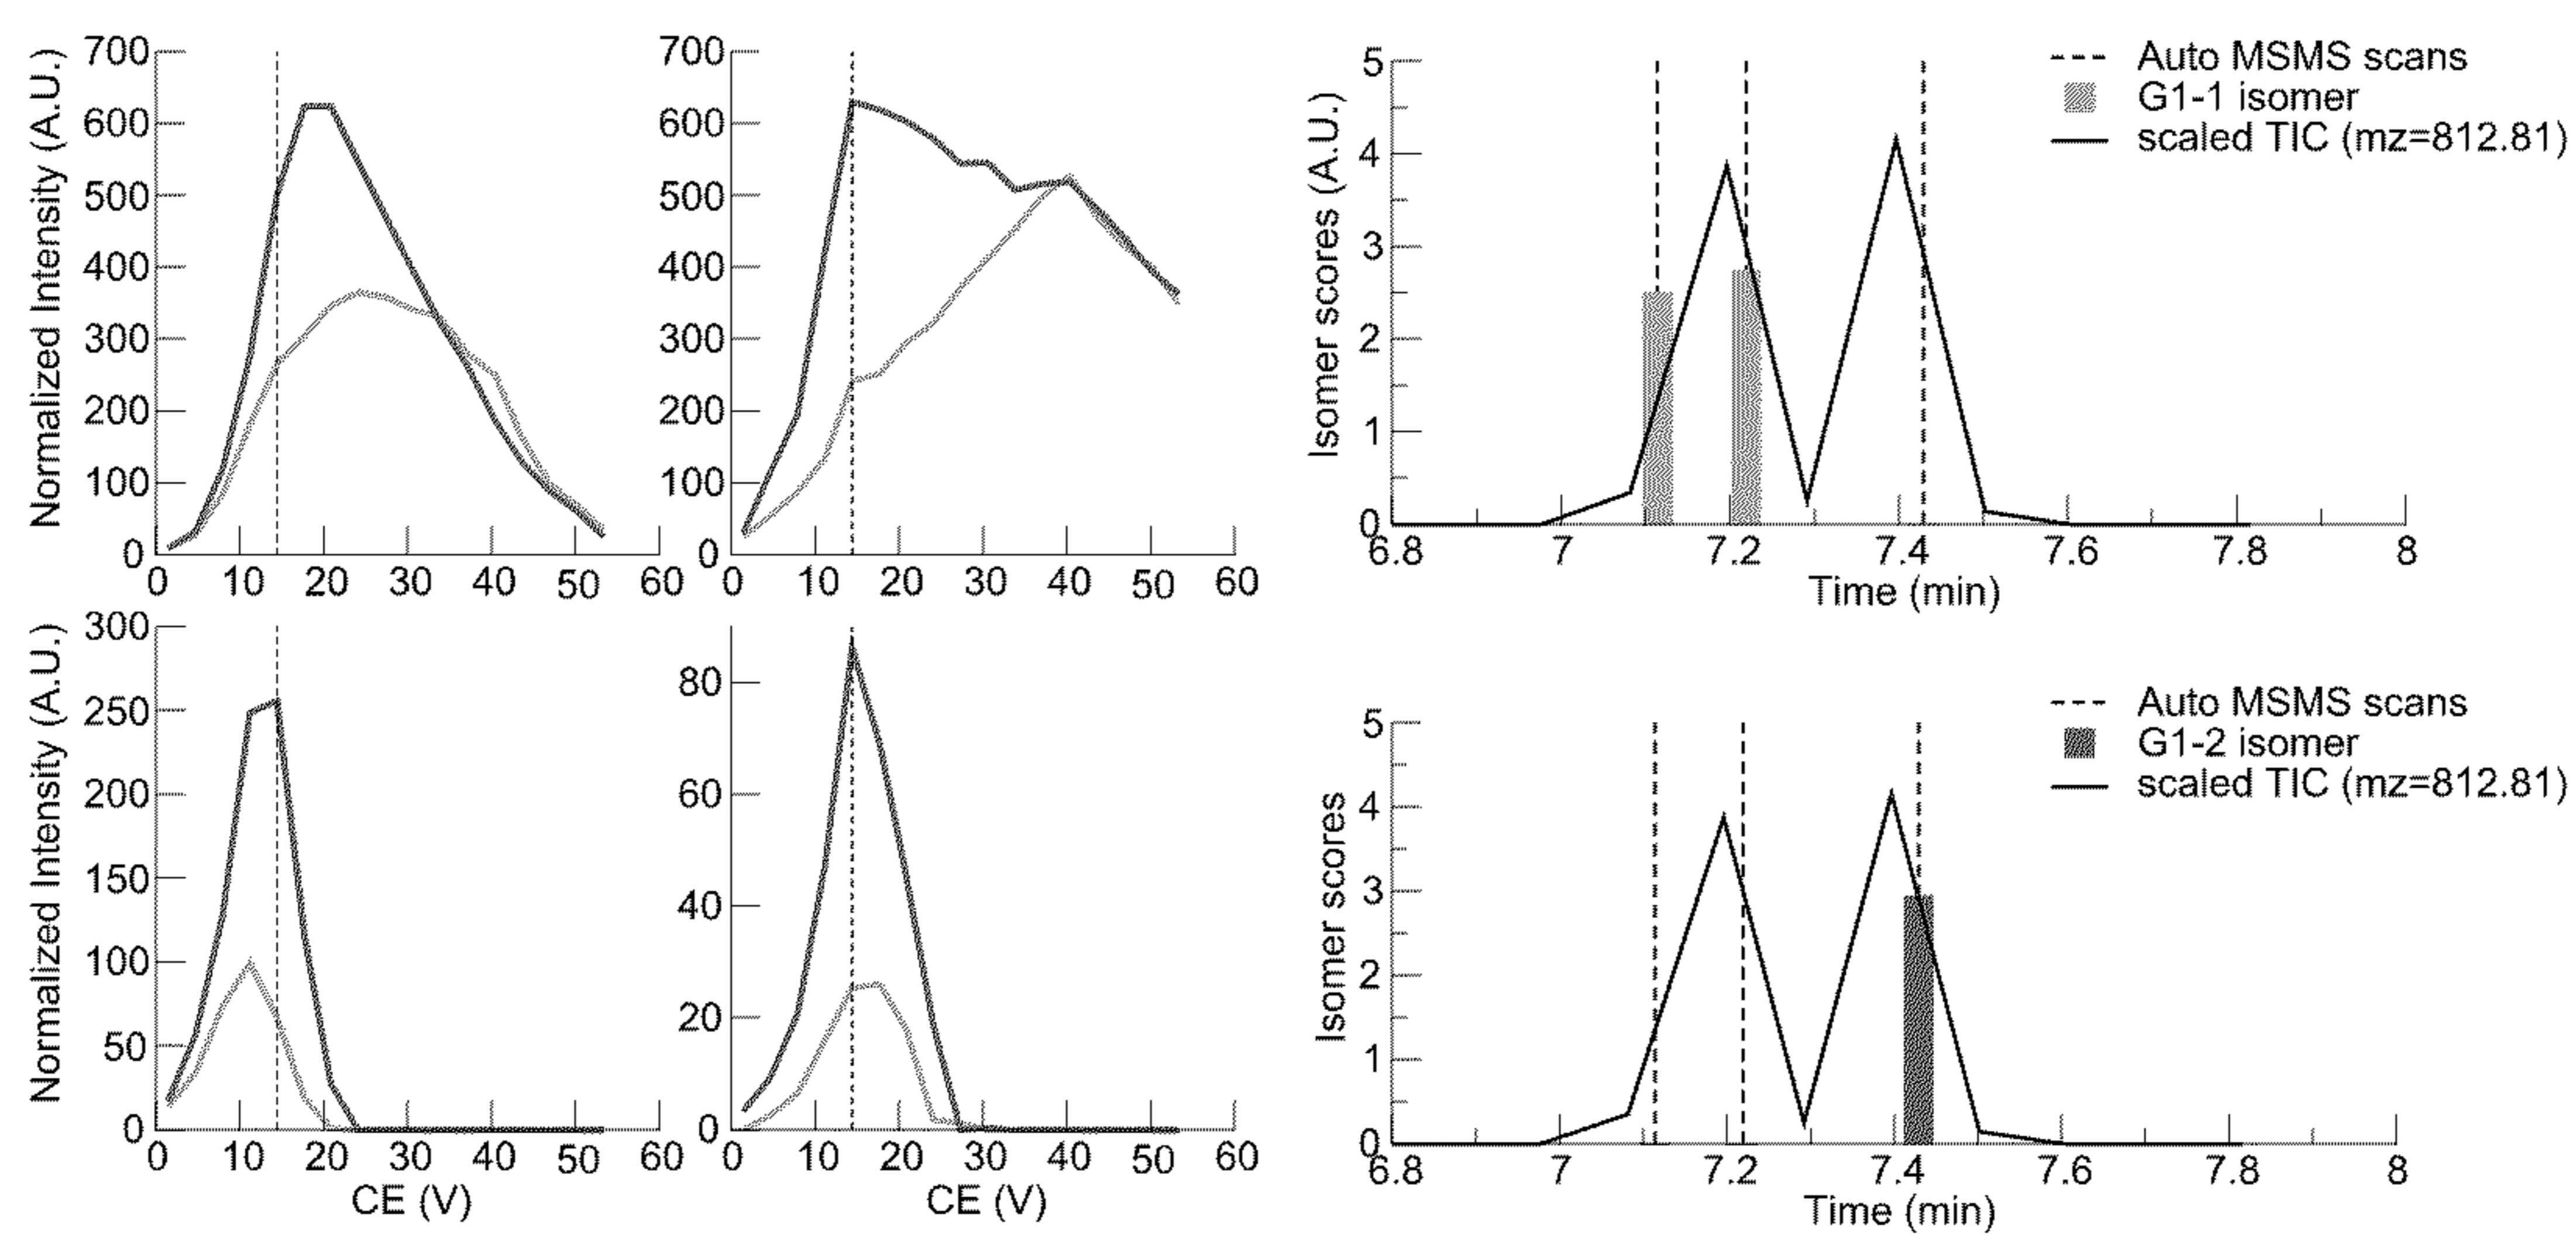 Normalized Intensity (A.U.)
700
600
500
400
300
200
100
0
0 10 20 30 40 50 60
700
600
500
400
300
200
100
0
0 10 20 30 40 50 60
Isomer scores (A.U.)
5
4
3
2
1
0
6.8 7 7.2 7.4 7.6 7.8 8
Time (min)
Auto MSMS scans
G1-1 isomer
scaled TIC (mz=812.81)
Normalized Intensity (A.U.)
300
250
200
150
100
50
0
0 10 20 30 40 50 60
CE (V)
80
60
40
20
0
0 10 20 30 40 50 60
CE (V)
Isomer scores
5
4
3
2
1
0
6.8 7 7.2 7.4 7.6 7.8 8
Time (min)
Auto MSMS scans
G1-2 isomer
scaled TIC (mz=812.81)